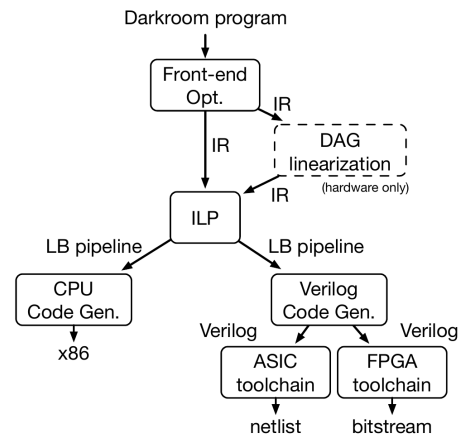 Darkroom program
Front-end
Opt.
IR
IR
DAG
linearization
(hardware only)
IR
ILP
LB pipeline
LB pipeline
CPU
Code Gen.
Verilog
Code Gen.
x86
Verilog
Verilog
ASIC
toolchain
FPGA
toolchain
netlist
bitstream